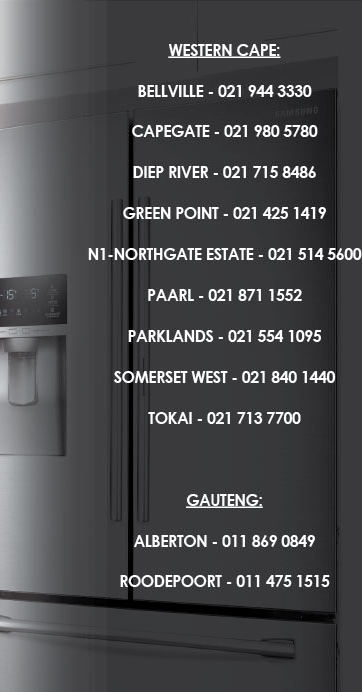 WESTERN CAPE:
BELLVILLE - 021 944 3330
SAMSUNG
CAPEGATE - 021 980 5780
DIEP RIVER - 021 715 8486
GREEN POINT - 021 425 1419
N1-NORTHGATE ESTATE - 021 514 5600
PAARL - 021 871 1552
PARKLANDS - 021 554 1095
SOMERSET WEST - 021 840 1440
TOKAI - 021 713 7700
GAUTENG:
ALBERTON - 011 869 0849
ROODEPOORT - 011 475 1515